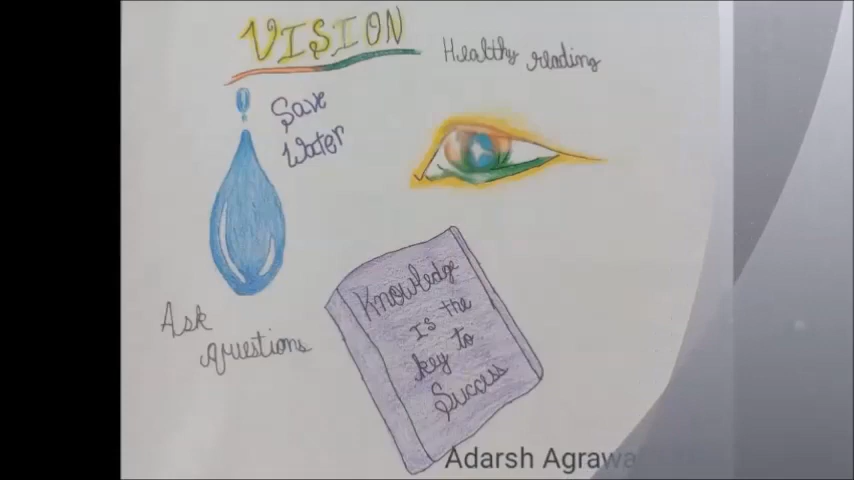 VISION
Healthy reading
Save
Water
Ask
Questions
Knowledge
Is the
key to
Success
Adarsh Agrawa